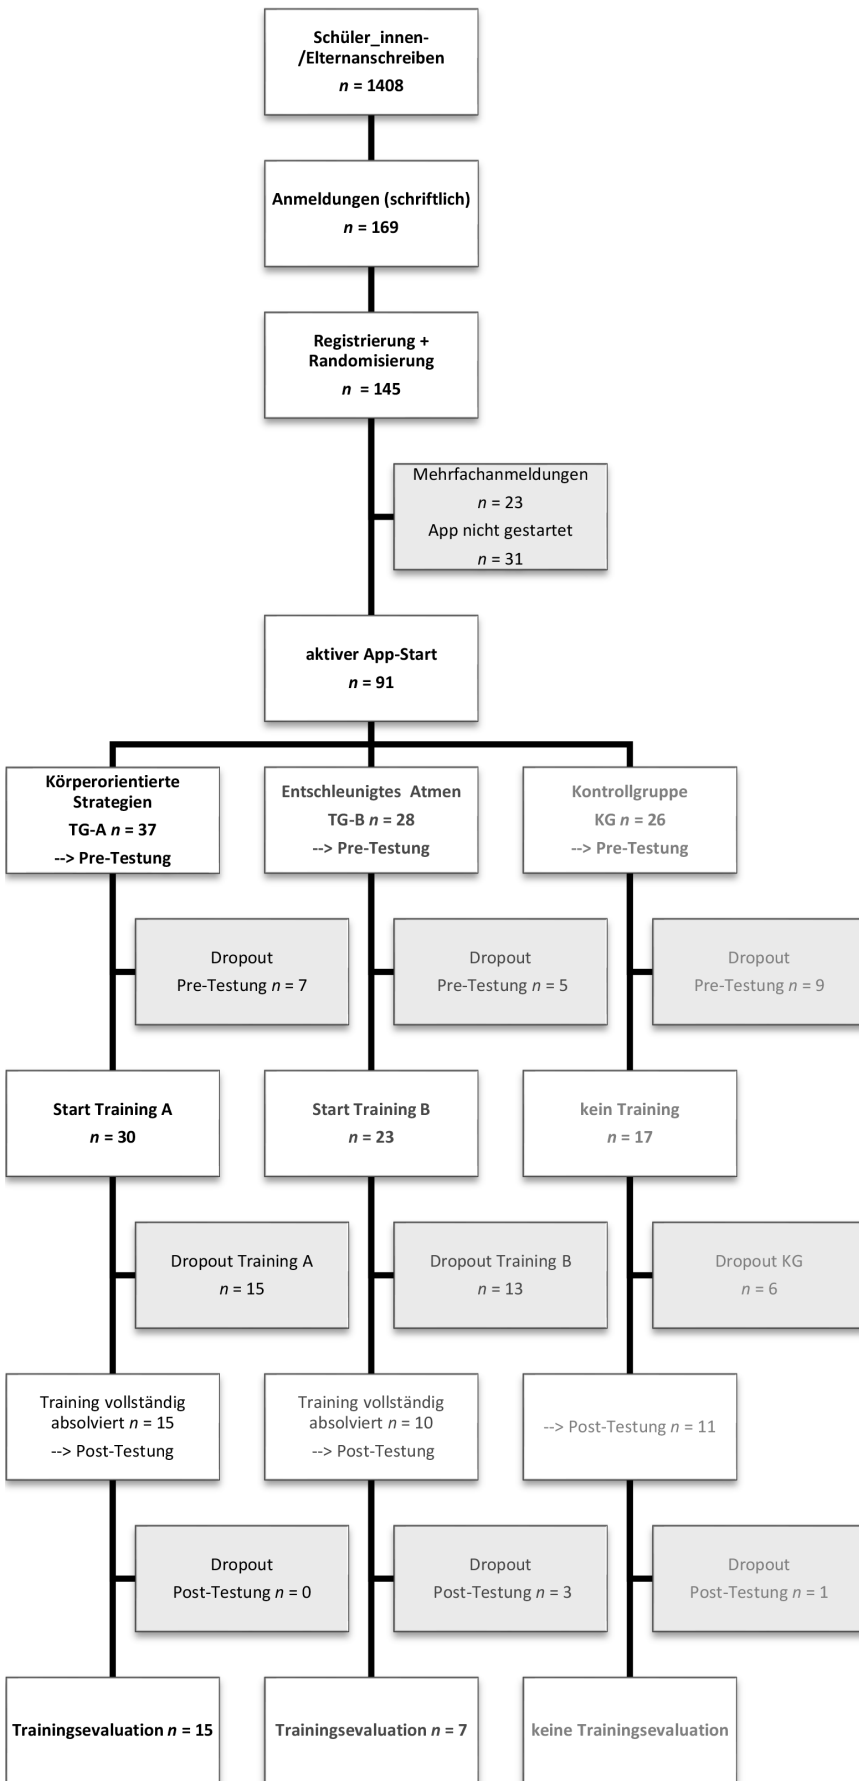 Schüler_innen-
/Elternanschreiben
n = 1408
Anmeldungen (schriftlich)
n = 169
Registrierung +
Randomisierung
n = 145
Mehrfachanmeldungen
n = 23
App nicht gestartet
n = 31
aktiver App-Start
n = 91
Körperorientierte
Strategien
TG-A n = 37
--> Pre-Testung
Entschleunigtes Atmen
TG-B n = 28
--> Pre-Testung
Kontrollgruppe
KG n = 26
--> Pre-Testung
Dropout
Pre-Testung n = 7
Dropout
Pre-Testung n = 5
Dropout
Pre-Testung n = 9
Start Training A
n = 30
Start Training B
n = 23
kein Training
n = 17
Dropout Training A
n = 15
Dropout Training B
n = 13
Dropout KG
n = 6
Training vollständig
absolviert n = 15
--> Post-Testung
Training vollständig
absolviert n = 10
--> Post-Testung
--> Post-Testung n = 11
Dropout
Post-Testung n = 0
Dropout
Post-Testung n = 3
Dropout
Post-Testung n = 1
Trainingsevaluation n = 15
Trainingsevaluation n = 7
keine Trainingsevaluation